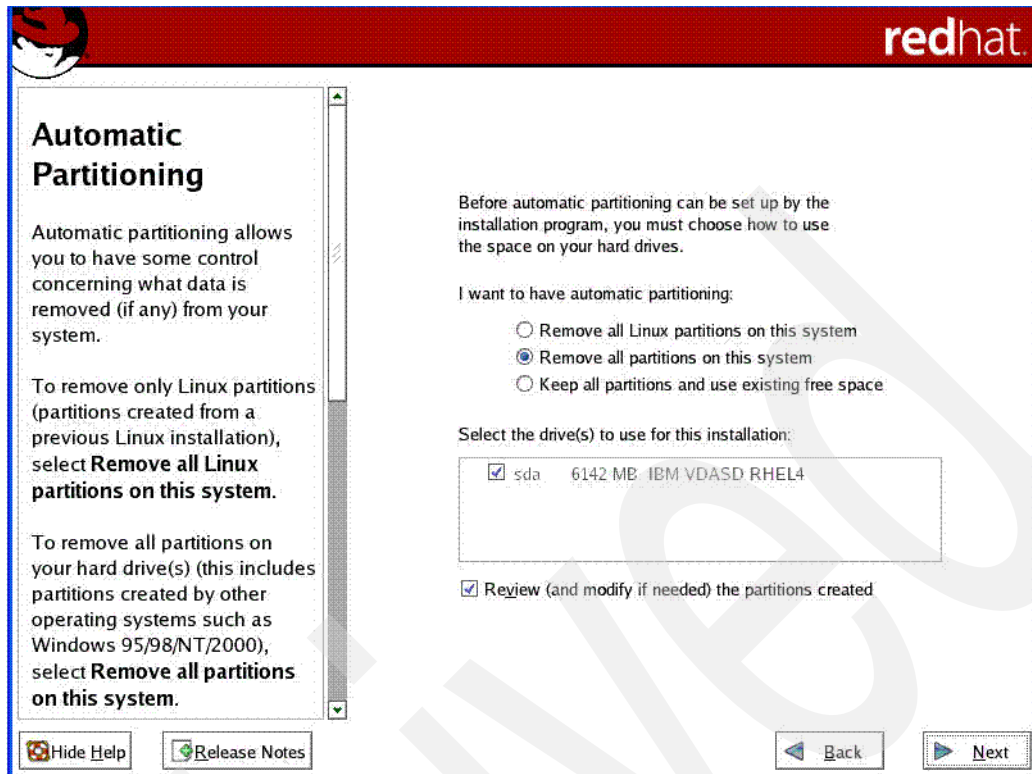 redhat.
Automatic
Partitioning
Automatic partitioning allows
you to have some control
concerning what data is
removed (if any) from your
system.
To remove only Linux partitions
(partitions created from a
previous Linux installation),
select Remove all Linux
partitions on this system.
To remove all partitions on
your hard drive(s) (this includes
partitions created by other
operating systems such as
Windows 95/98/NT/2000),
select Remove all partitions
on this system.
Before automatic partitioning can be set up by the
installation program, you must choose how to use
the space on your hard drives.
I want to have automatic partitioning:
Remove all Linux partitions on this system
Remove all partitions on this system
Keep all partitions and use existing free space
Select the drive(s) to use for this installation:
sda 6142 MB IBM VDASD RHEL4
Review (and modify if needed) the partitions created
Hide Help
Release Notes
Back
Next